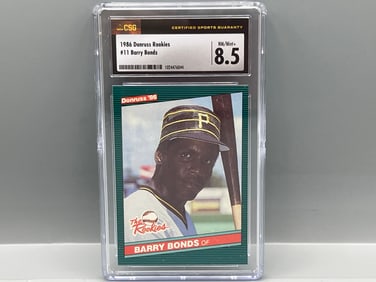 CSG
CERTIFIED SPORTS GUARANTY
1986 Donruss Rookies
#11 Barry Bonds
NM/Mint+
8.5
Donruss '86
P
The Rookies
BARRY BONDS OF